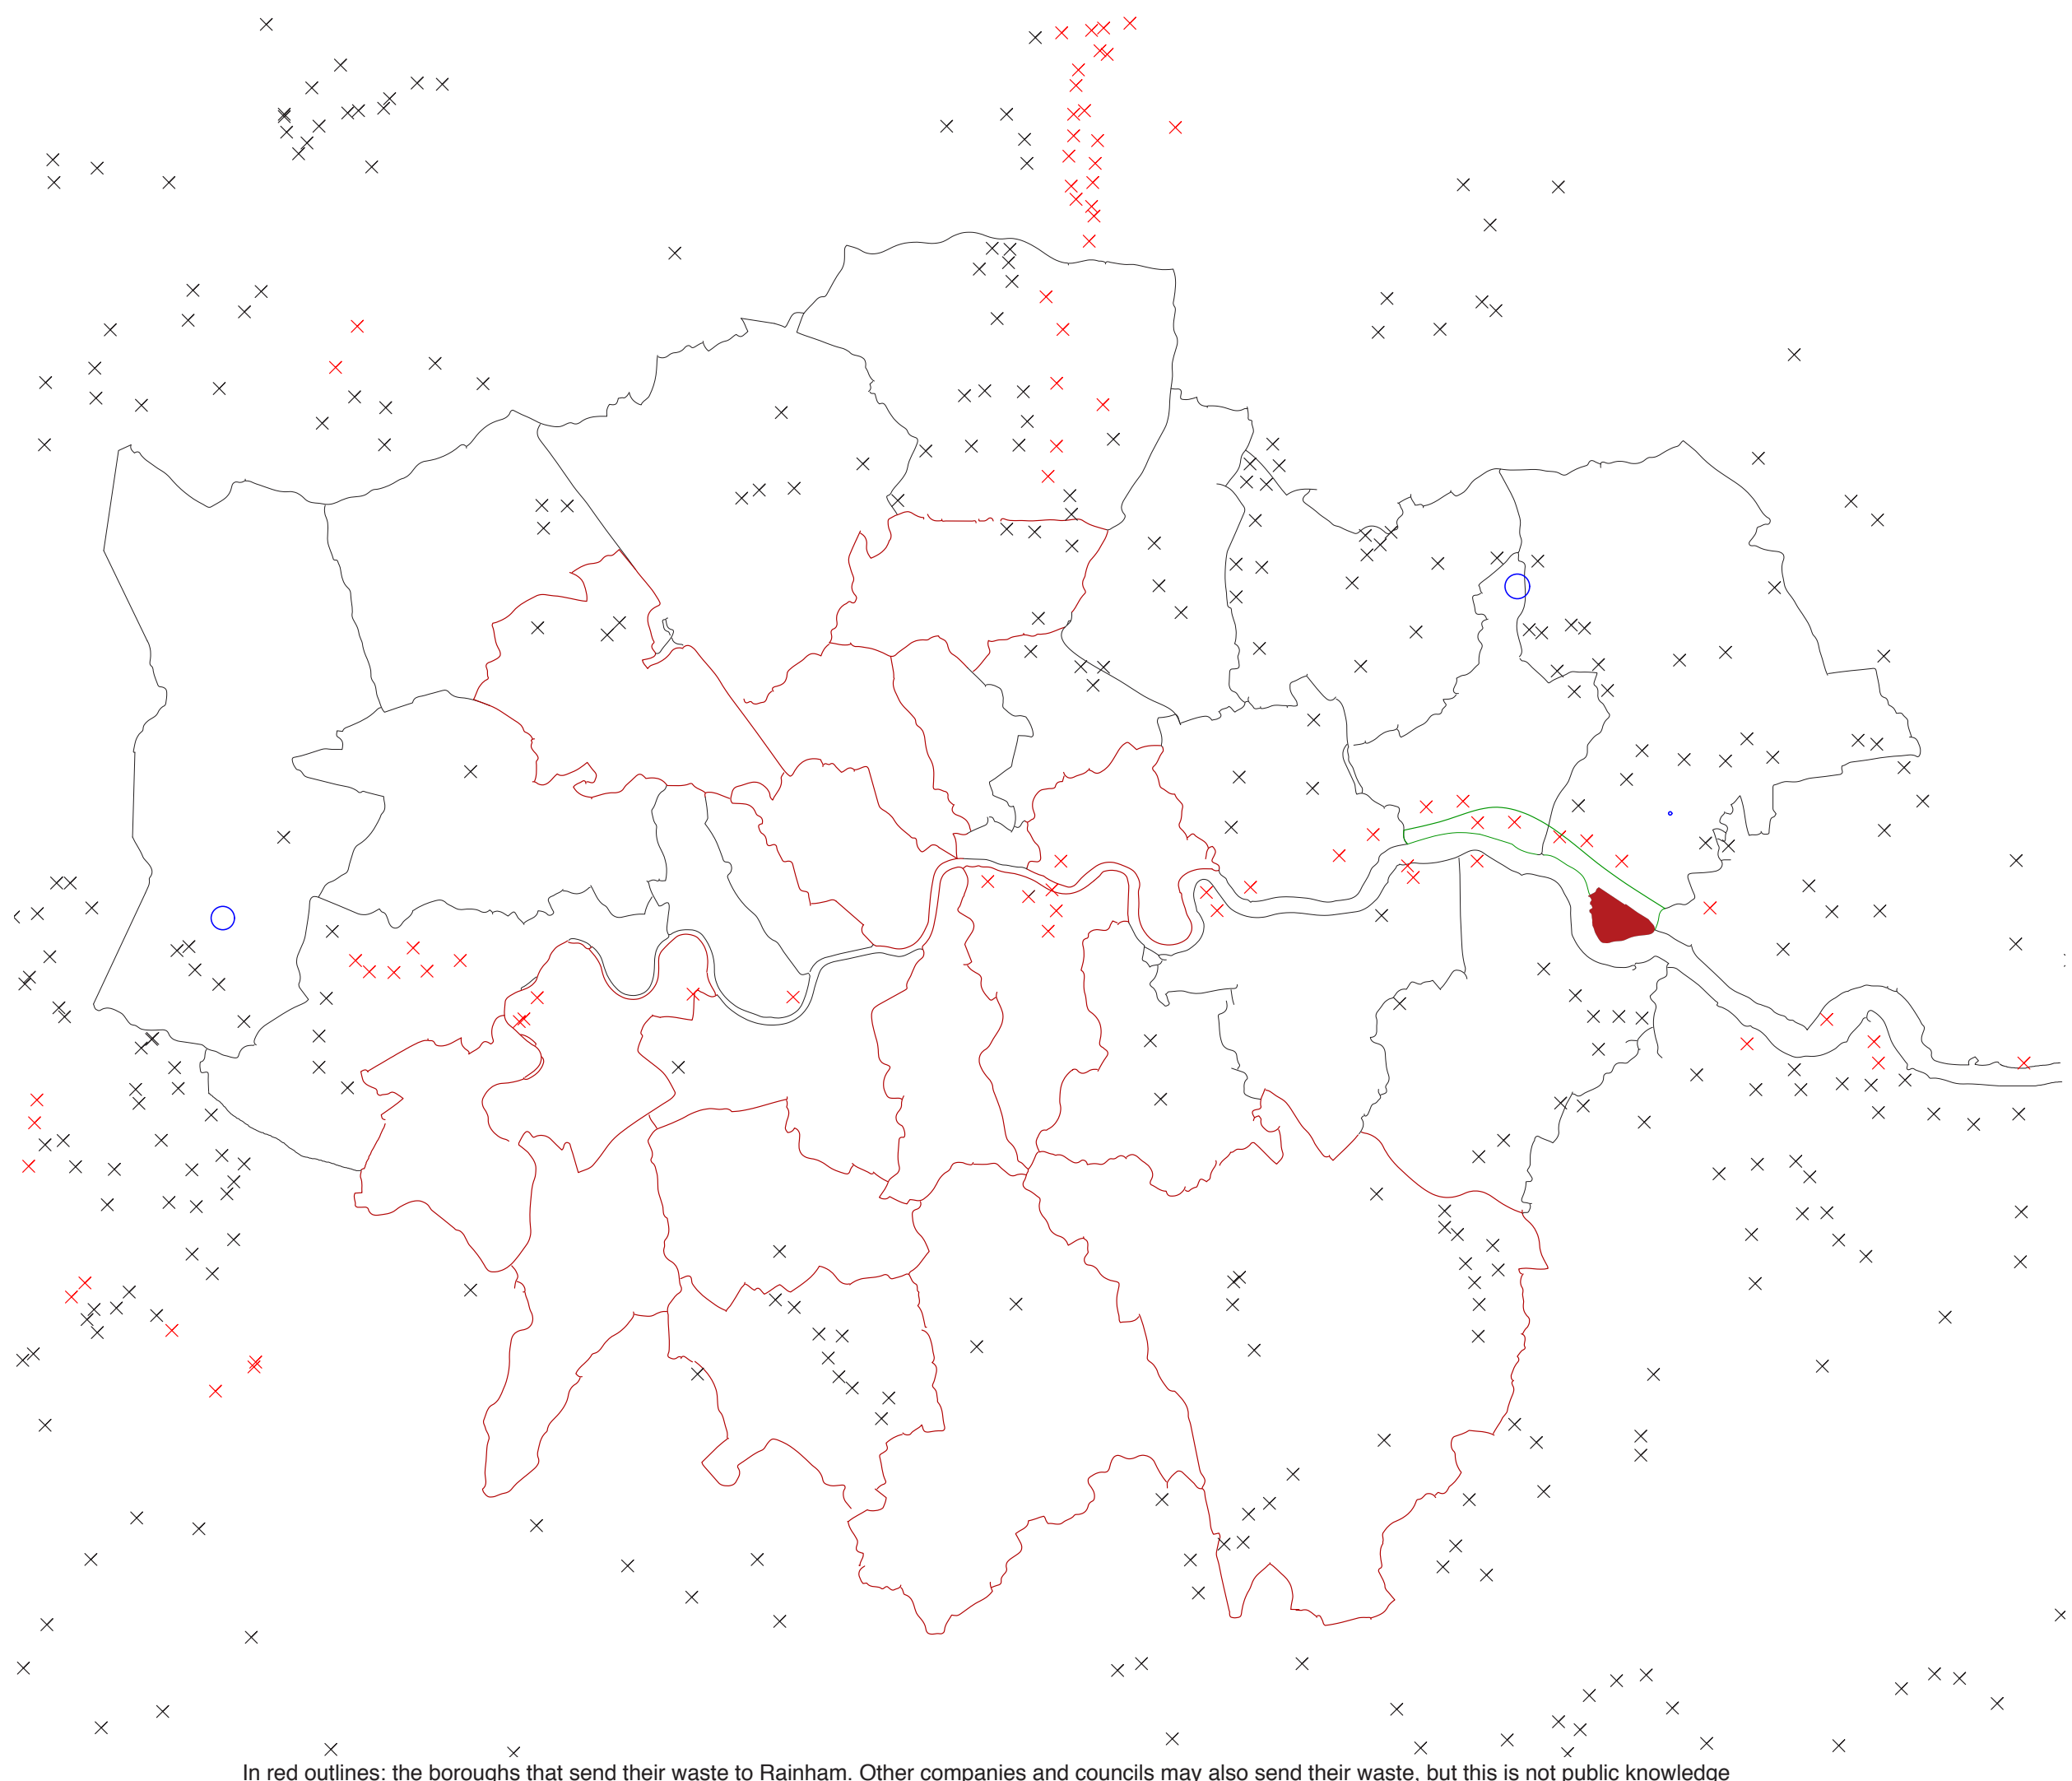 In red outlines: the boroughs that send their waste to Rainham. Other companies and councils may also send their waste, but this is not public knowledge